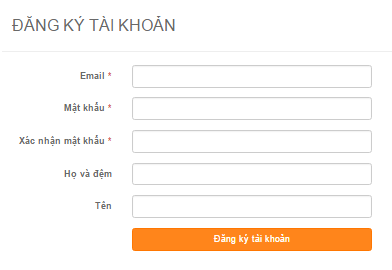 ĐĂNG KÝ TÀI KHOẢN
Email *
Mật khẩu *
Xác nhận mật khẩu *
Họ và đệm
Tên
Đăng ký tài khoản